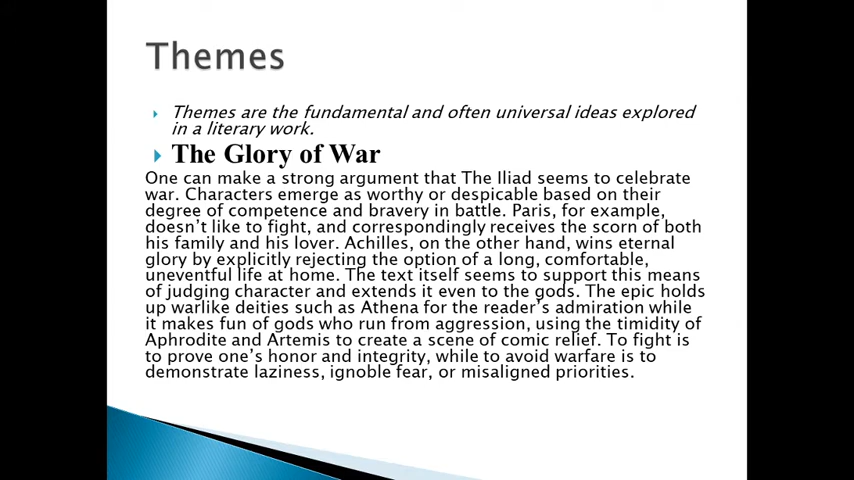 Themes
Themes are the fundamental and often universal ideas explored
in a literary work.
The Glory of War
One can make a strong argument that The Iliad seems to celebrate
war. Characters emerge as worthy or despicable based on their
degree of competence and bravery in battle. Paris, for example,
doesn’t like to fight, and correspondingly receives the scorn of both
his family and his lover. Achilles, on the other hand, wins eternal
glory by explicitly rejecting the option of a long, comfortable,
uneventful life at home. The text itself seems to support this means
of judging character and extends it even to the gods. The epic holds
up warlike deities such as Athena for the reader’s admiration while
it makes fun of gods who run from aggression, using the timidity of
Aphrodite and Artemis to create a scene of comic relief. To fight is
to prove one’s honor and integrity, while to avoid warfare is to
demonstrate laziness, ignoble fear, or misaligned priorities.